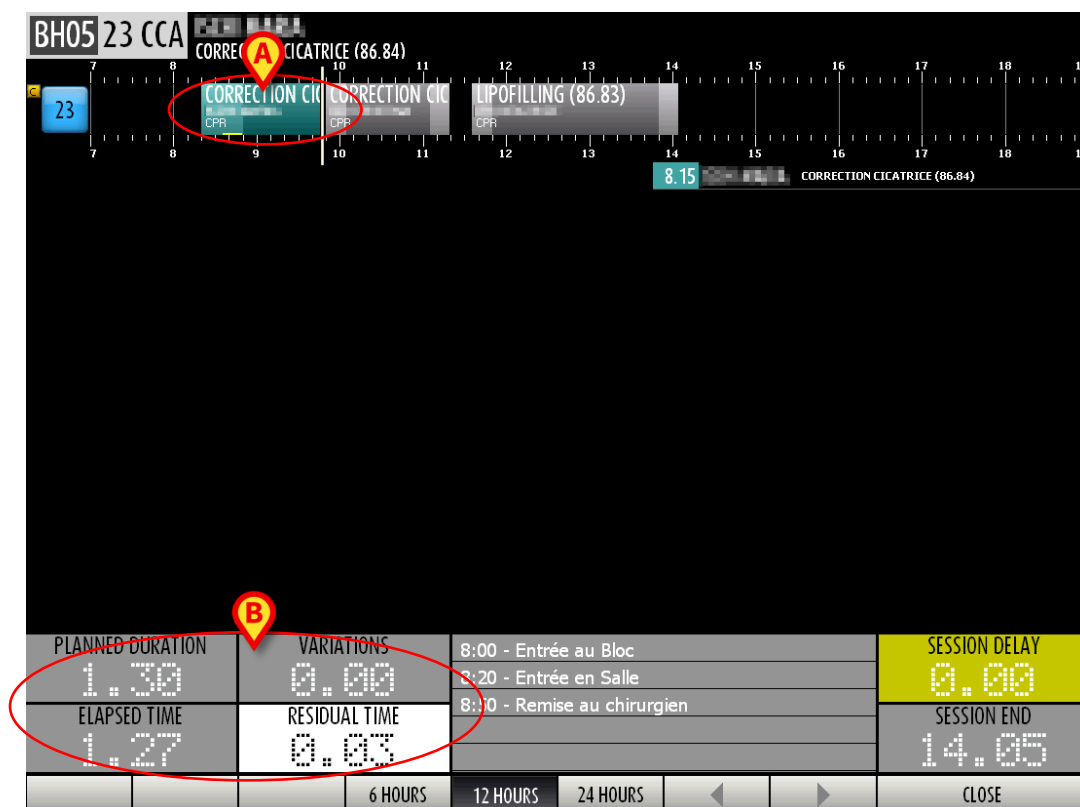 BH05 23 CCA
CORRE CICATRICE (86.84)
A
7 8 10 11 12 13 14 15 16 17 18 1
C
23
CORRECTION CIC
CPR
CORRECTION CIC
CPR
LIPOFILLING (86.83)
CPR
7 8 9 10 11 12 13 14 15 16 17 18 1
8.15 CORRECTION CICATRICE (86.84)
B
PLANNED DURATION
1.30
VARIATIONS
0.00
ELAPSED TIME
1.27
RESIDUAL TIME
0.03
8:00 - Entrée au Bloc
8:20 - Entrée en Salle
8:50 - Remise au chirurgien
SESSION DELAY
0.00
SESSION END
14.05
6 HOURS 12 HOURS 24 HOURS CLOSE